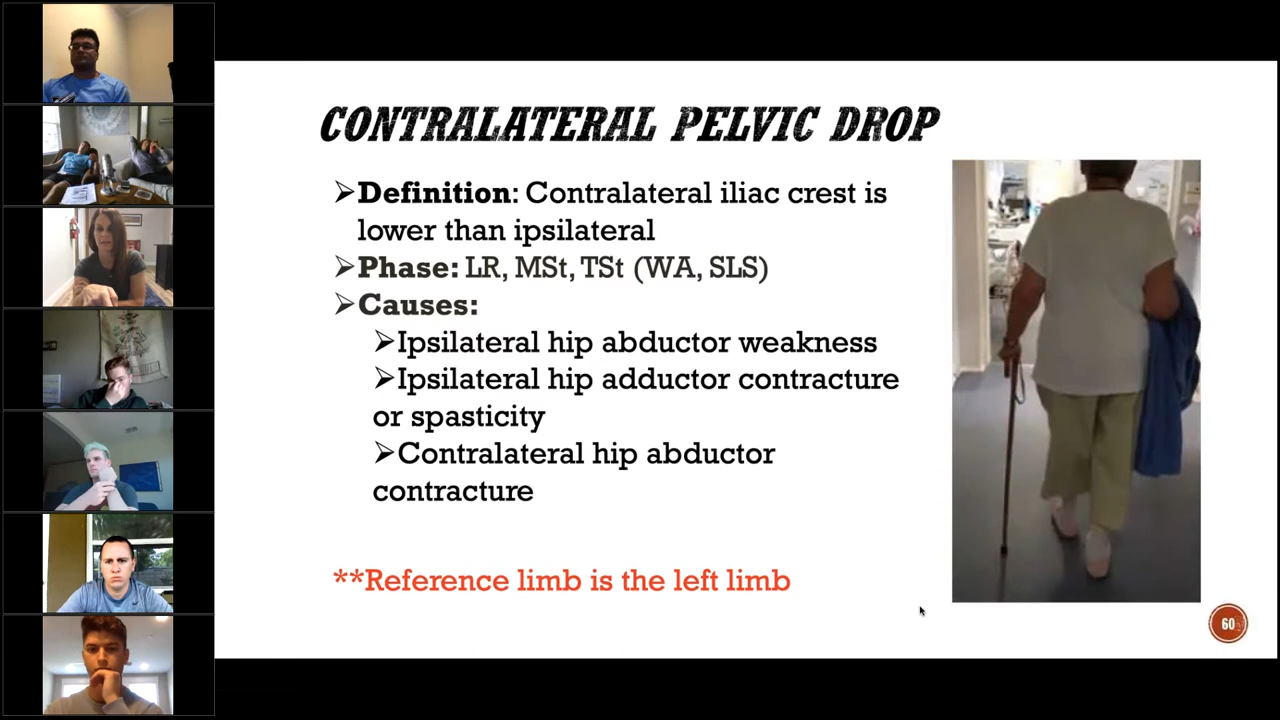 CONTRALATERAL PELVIC DROP
➢Definition: Contralateral iliac crest is
lower than ipsilateral
➢Phase: LR, MSt, TSt (WA, SLS)
➢Causes:
➢Ipsilateral hip abductor weakness
➢Ipsilateral hip adductor contracture
or spasticity
➢Contralateral hip abductor
contracture
**Reference limb is the left limb
60